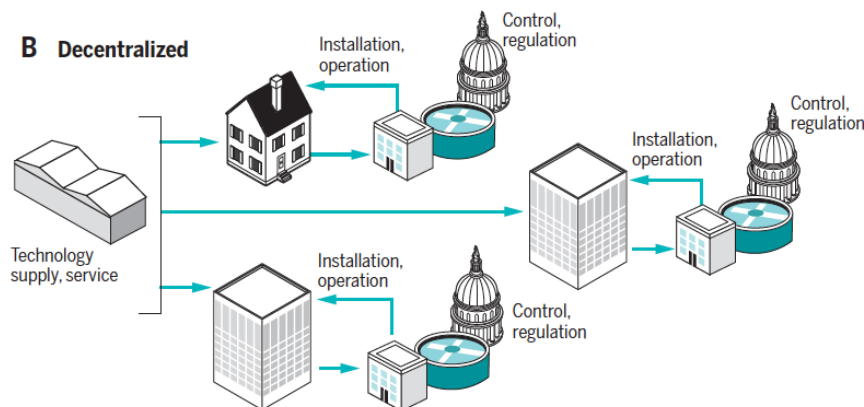 B Decentralized
Installation,
operation
Control,
regulation
Installation,
operation
Control,
regulation
Technology
supply, service
Installation,
operation
Control,
regulation